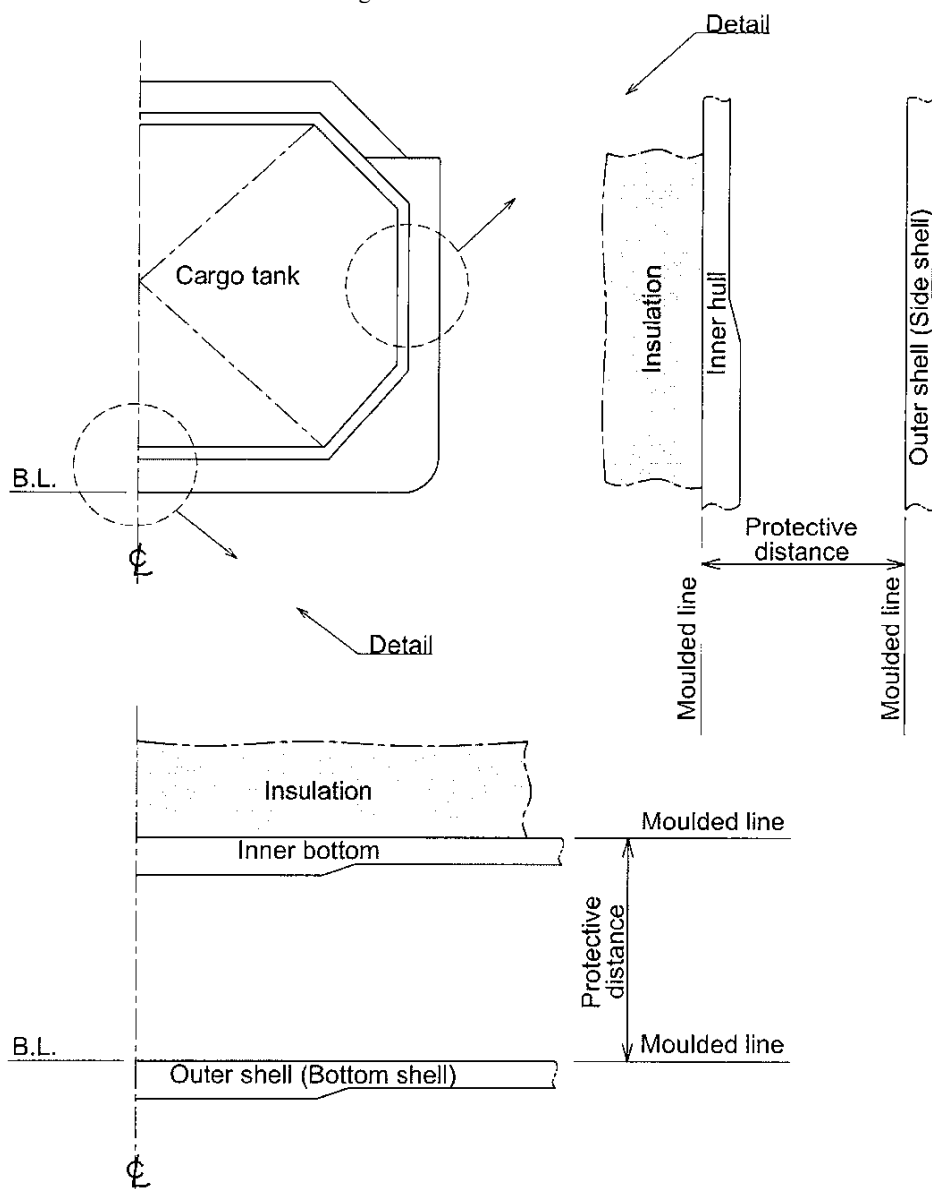 Detail
Cargo tank
B.L.
℄
Insulation
Inner hull
Outer shell (Side shell)
Protective
distance
Moulded line
Moulded line
Detail
Insulation
Moulded line
Inner bottom
Protective
distance
B.L.
Moulded line
Outer shell (Bottom shell)
℄